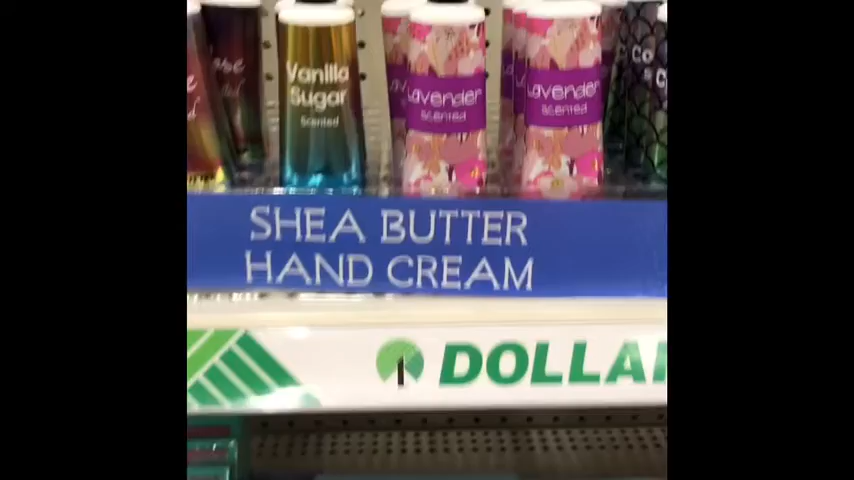 Vanilla
Sugar
Scented
Lavender
SCENTED
Lavender
SCENTED
SHEA BUTTER
HAND CREAM
DOLLA